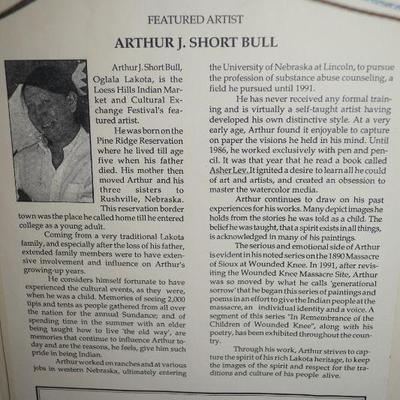 FEATURED ARTIST
ARTHUR J. SHORT BULL
Arthur J. Short Bull,
Oglala Lakota, is the
Loess Hills Indian Mar-
ket and Cultural Ex-
change Festival's fea-
tured artist.
He was born on the
Pine Ridge Reservation
where he lived till age
five when his father
died. His mother then
moved Arthur and his
three sisters to
Rushville, Nebraska.
This reservation border
town was the place he called home till he entered
college as a young adult.
Coming from a very traditional Lakota
family, and especially after the loss of his father,
extended family members were to have exten-
sive involvement and influence on Arthur's
growing-up years.
He considers himself fortunate to have
experienced the cultural events, as they were,
when he was a child. Memories of seeing 2,000
tipis and tents as people gathered from all over
the nation for the annual Sundance; and of
spending time in the summer with an elder
being taught how to live 'the old way', are
memories that continue to influence Arthur to-
day and are the reasons, he feels, give him such
pride in being Indian.
Arthur worked on ranches and at various
jobs in western Nebraska, ultimately entering
the University of Nebraska at Lincoln, to pursue
the profession of substance abuse counseling, a
field he pursued until 1991.
He has never received any formal train-
ing and is virtually a self-taught artist having
developed his own distinctive style. At a very
early age, Arthur found it enjoyable to capture
on paper the visions he held in his mind. Until
1986, he worked exclusively with pen and pen-
cil. It was that year that he read a book called
Asher Lev. It ignited a desire to learn all he could
of art and artists, and created an obsession to
master the watercolor media.
Arthur continues to draw on his past
experiences for his works. Many depict images he
holds from the stories he was told as a child. The
belief he was taught, that a spirit exists in all things,
is acknowledged in many of his paintings.
The serious and emotional side of Arthur
is evident in his noted series on the 1890 Massacre
of Sioux at Wounded Knee. In 1991, after revis-
iting the Wounded Knee Massacre Site, Arthur
was so moved by what he calls 'generational
sorrow' that he began this series of paintings and
poems in an effort to give the Indian people at the
massacre, an individual identity and a voice. A
segment of this series "In Remembrance of the
Children of Wounded Knee", along with his
poetry, has been exhibited throughout the coun-
try.
Through his work, Arthur strives to cap-
ture the spirit of his rich Lakota heritage, to keep
the images of the spirit and respect for the tra-
ditions and culture of his people alive.